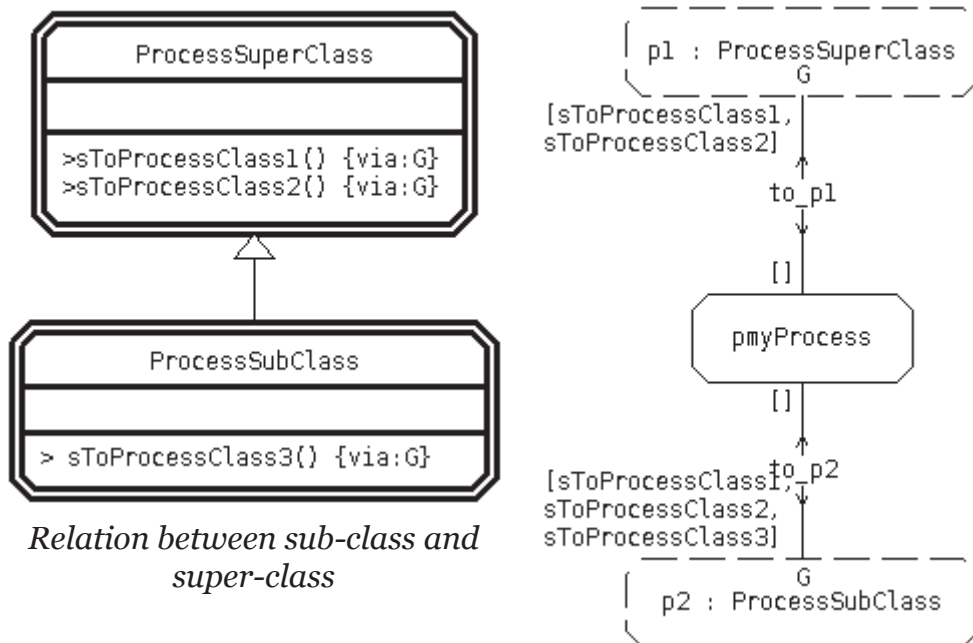 ProcessSuperClass
>sToProcessClass1() {via:G}
>sToProcessClass2() {via:G}
ProcessSubClass
> sToProcessClass3() {via:G}
Relation between sub-class and
super-class
p1 : ProcessSuperClass
G
[sToProcessClass1,
sToProcessClass2]
to_p1
[]
pmyProcess
[]
to_p2
[sToProcessClass1,
sToProcessClass2,
sToProcessClass3]
G
p2 : ProcessSubClass